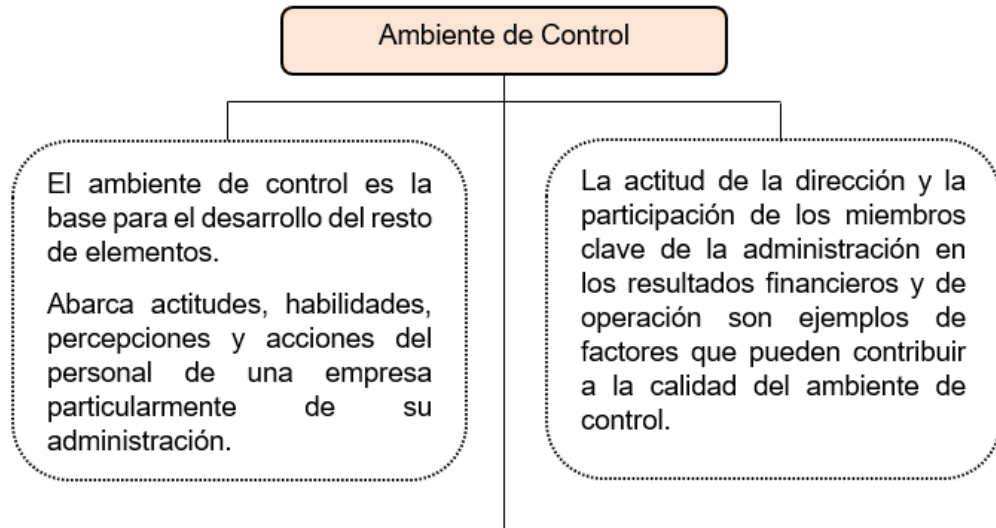 Ambiente de Control
El ambiente de control es la
base para el desarrollo del resto
de elementos.
Abarca actitudes, habilidades,
percepciones y acciones del
personal de una empresa
particularmente de su
administración.
La actitud de la dirección y la
participación de los miembros
clave de la administración en
los resultados financieros y de
operación son ejemplos de
factores que pueden contribuir
a la calidad del ambiente de
control.